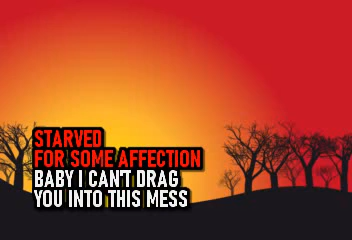 STARVED
FOR SOME AFFECTION
BABY I CAN'T DRAG
YOU INTO THIS MESS